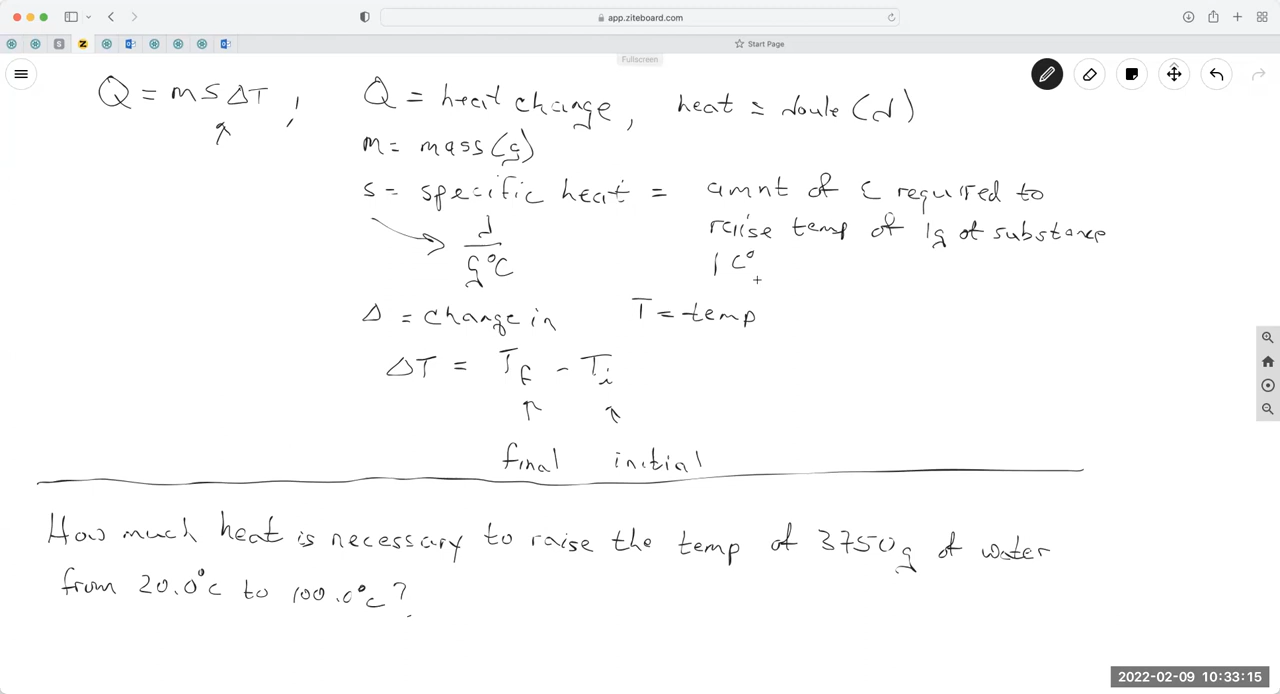 app.ziteboard.com
Start Page
Fullscreen
Q = m s ΔT , Q = heat change, heat = Joule (J)
m = mass (g)
s = specific heat = amnt of E required to
J raise temp of 1g of substance
g°C 1 C°
Δ = change in T = temp
ΔT = Tf - Ti
final initial
How much heat is necessary to raise the temp of 3750g of water
from 20.0°C to 100.0°C?
2022-02-09 10:33:15